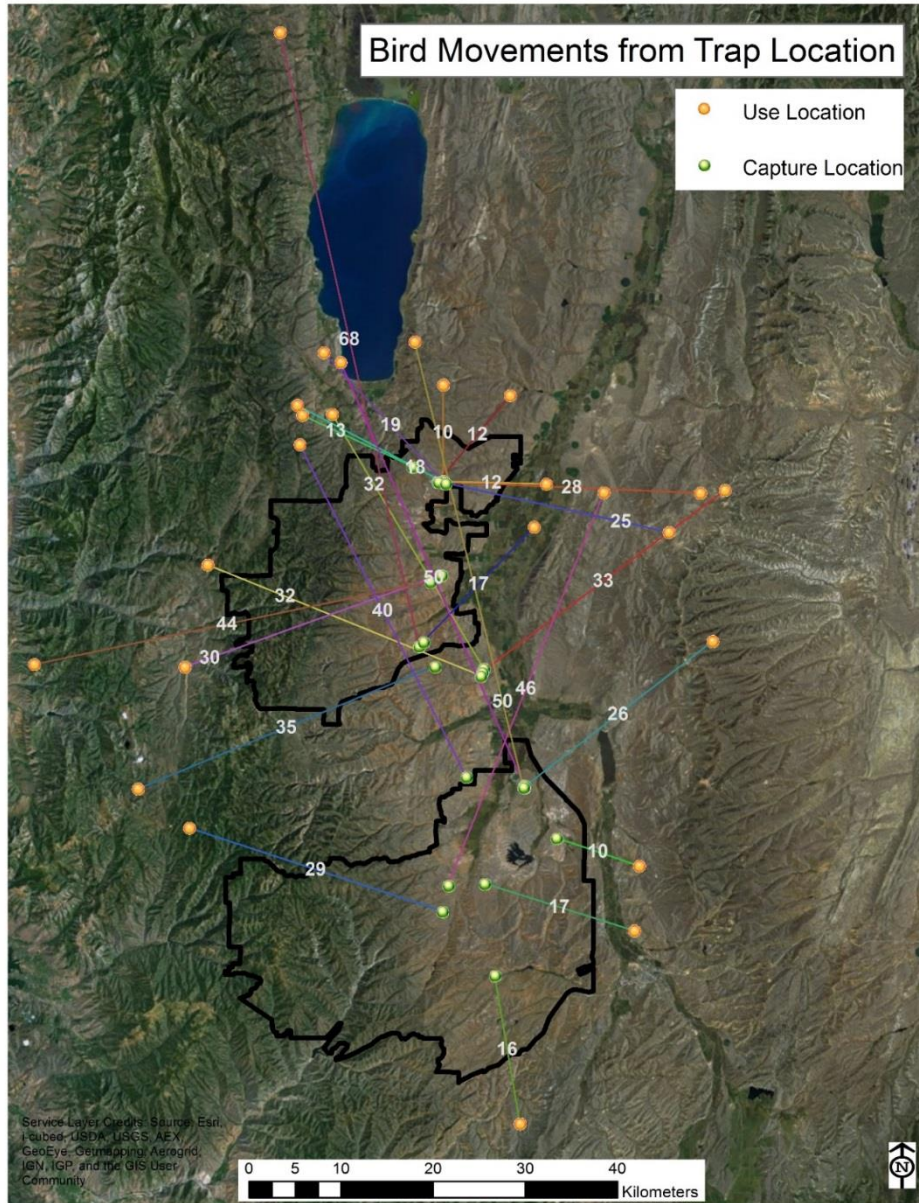 Bird Movements from Trap Location
Use Location
Capture Location
68
19
10
12
13
18
32
12
28
25
50
17
33
32
40
44
30
46
50
35
26
10
29
17
16
Service Layer Credits: Source: Esri,
i-cubed, USDA, USGS, AEX,
GeoEye, Getmapping, Aerogrid,
IGN, IGP, and the GIS User
Community
0 5 10 20 30 40
Kilometers
N